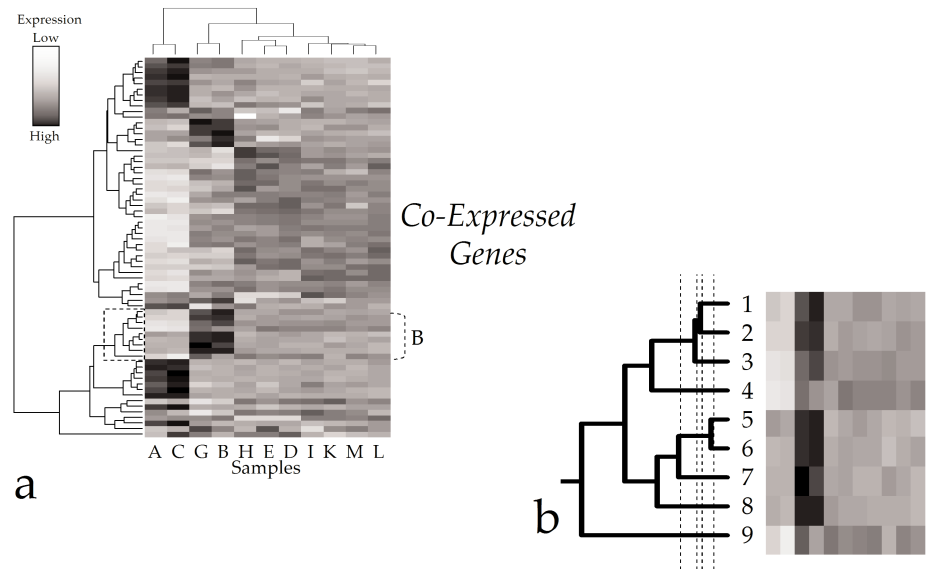 Expression
Low
High
Co-Expressed
Genes
B
A C G B H E D I K M L
Samples
a
b
1
2
3
4
5
6
7
8
9